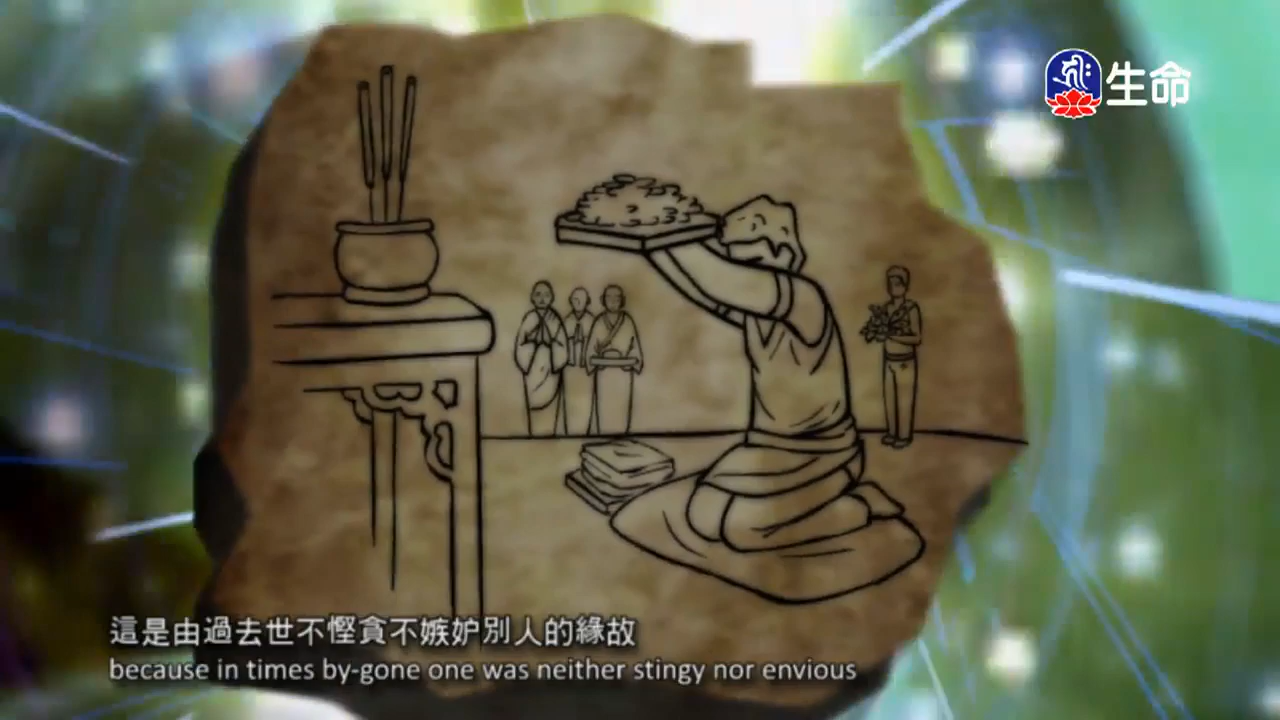 生命
這是由過去世不慳貪不嫉妒別人的緣故
because in times by-gone one was neither stingy nor envious